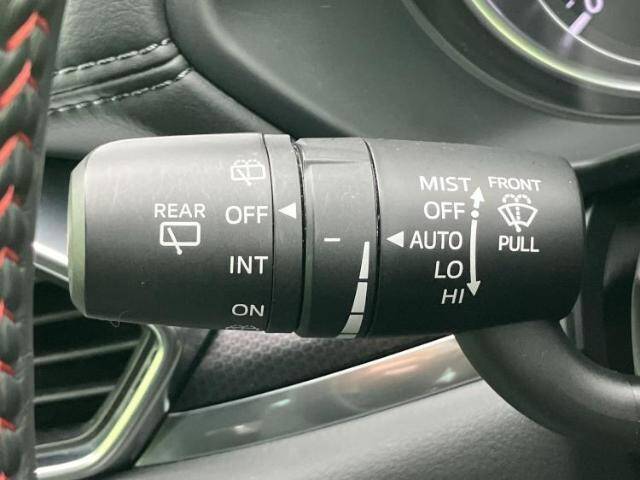 REAR
OFF
INT
ON
MIST
OFF
AUTO
LO
HI
FRONT
PULL